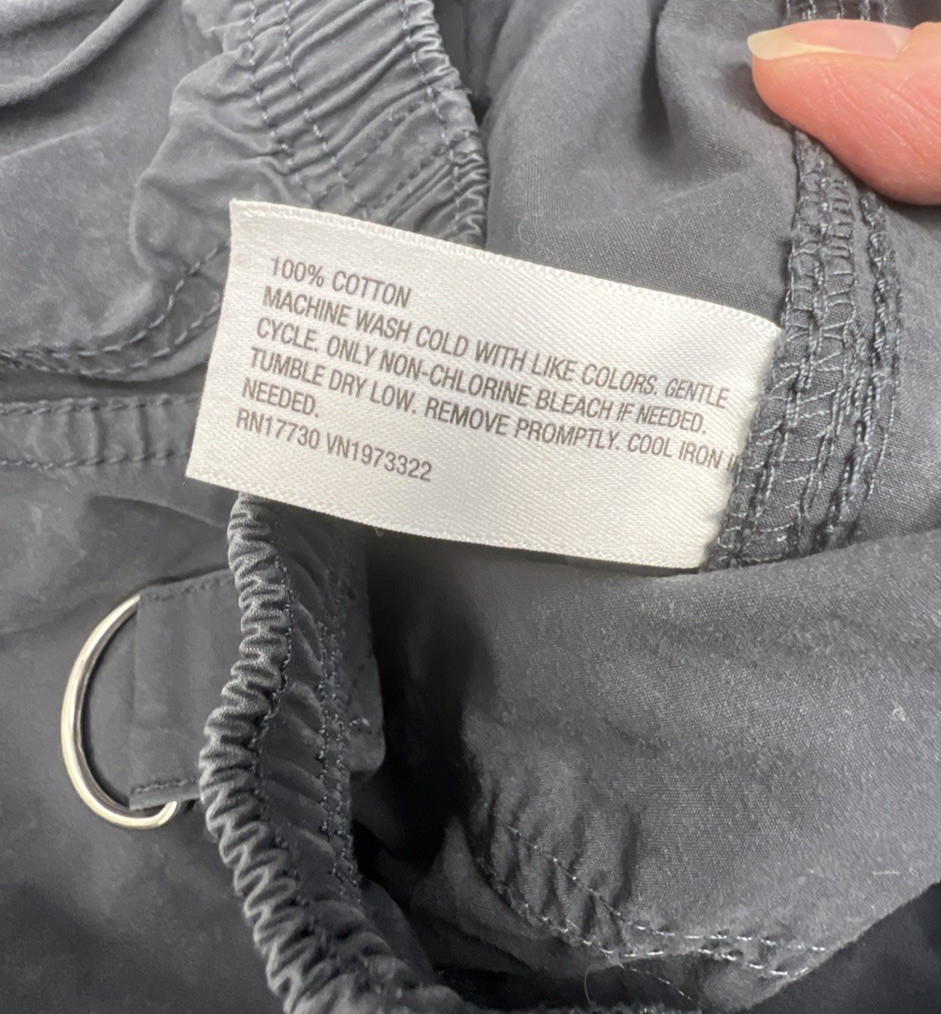 100% COTTON
MACHINE WASH COLD WITH LIKE COLORS. GENTLE
CYCLE. ONLY NON-CHLORINE BLEACH IF NEEDED.
TUMBLE DRY LOW. REMOVE PROMPTLY. COOL IRON
NEEDED.
RN17730 VN1973322